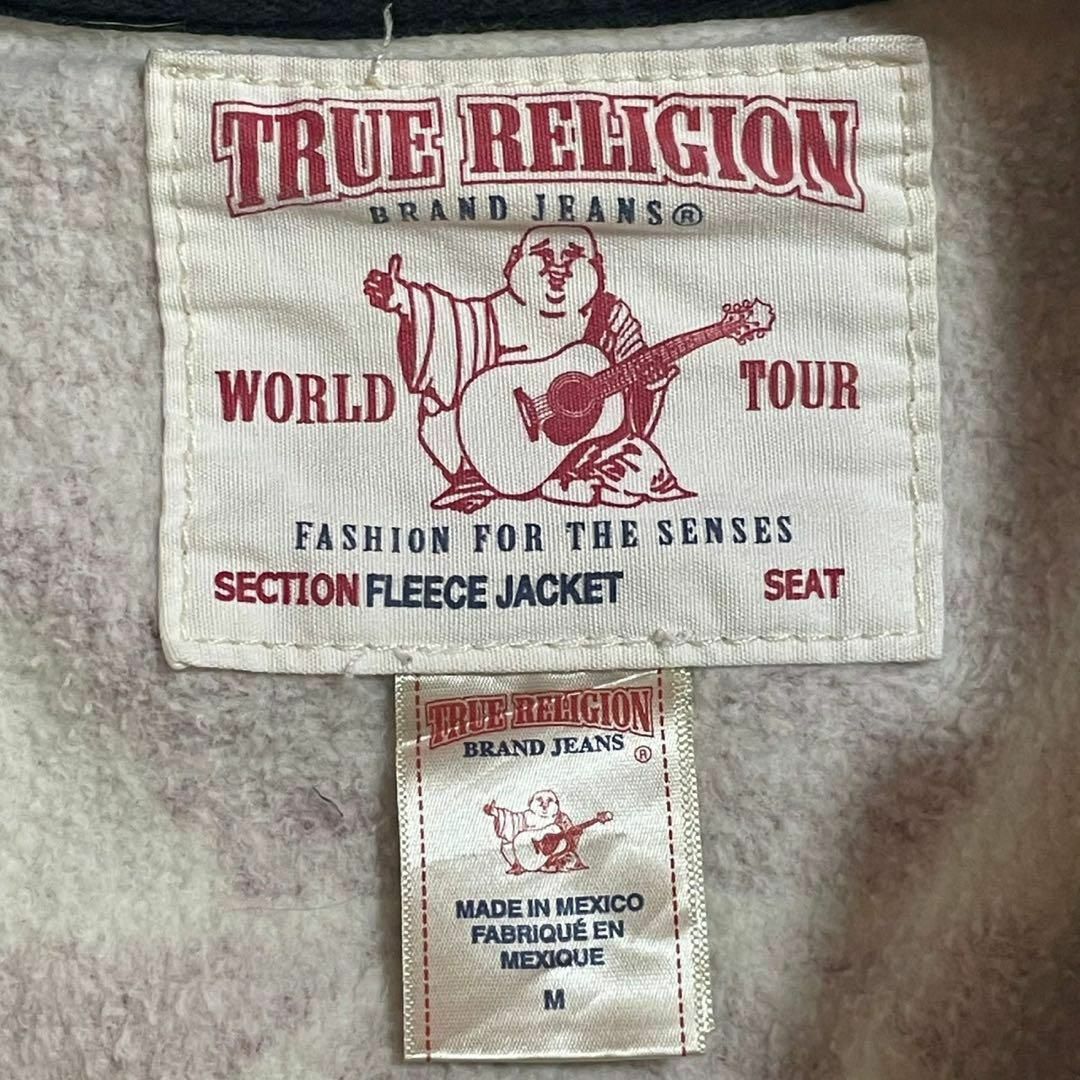 TRUE RELIGION
BRAND JEANS®
WORLD TOUR
FASHION FOR THE SENSES
SECTION FLEECE JACKET SEAT
TRUE RELIGION
BRAND JEANS®
MADE IN MEXICO
FABRIQUÉ EN
MEXIQUE
M